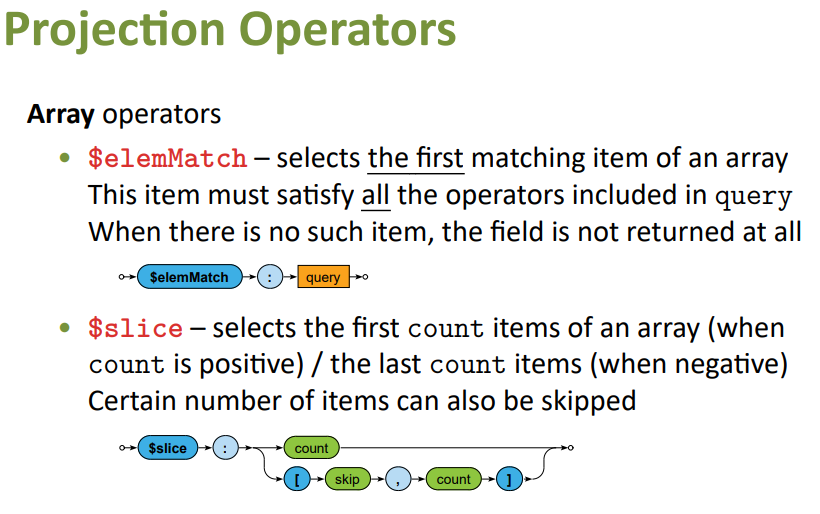 Projection Operators
Array operators
• $elemMatch – selects the first matching item of an array
This item must satisfy all the operators included in query
When there is no such item, the field is not returned at all
$elemMatch : query
• $slice – selects the first count items of an array (when
count is positive) / the last count items (when negative)
Certain number of items can also be skipped
$slice : count
[ skip , count ]